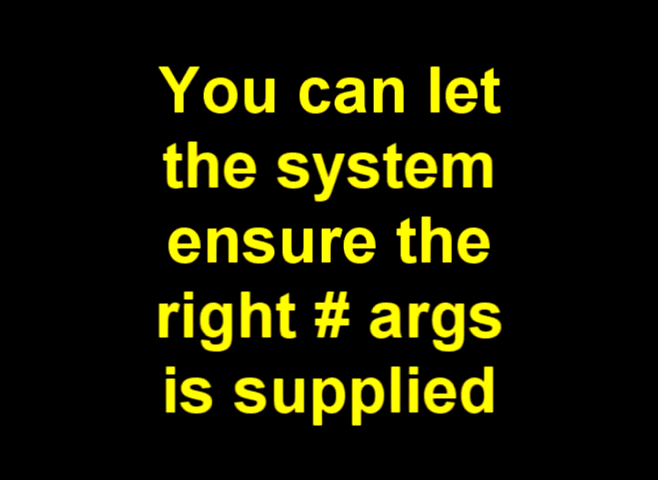 You can let
the system
ensure the
right # args
is supplied